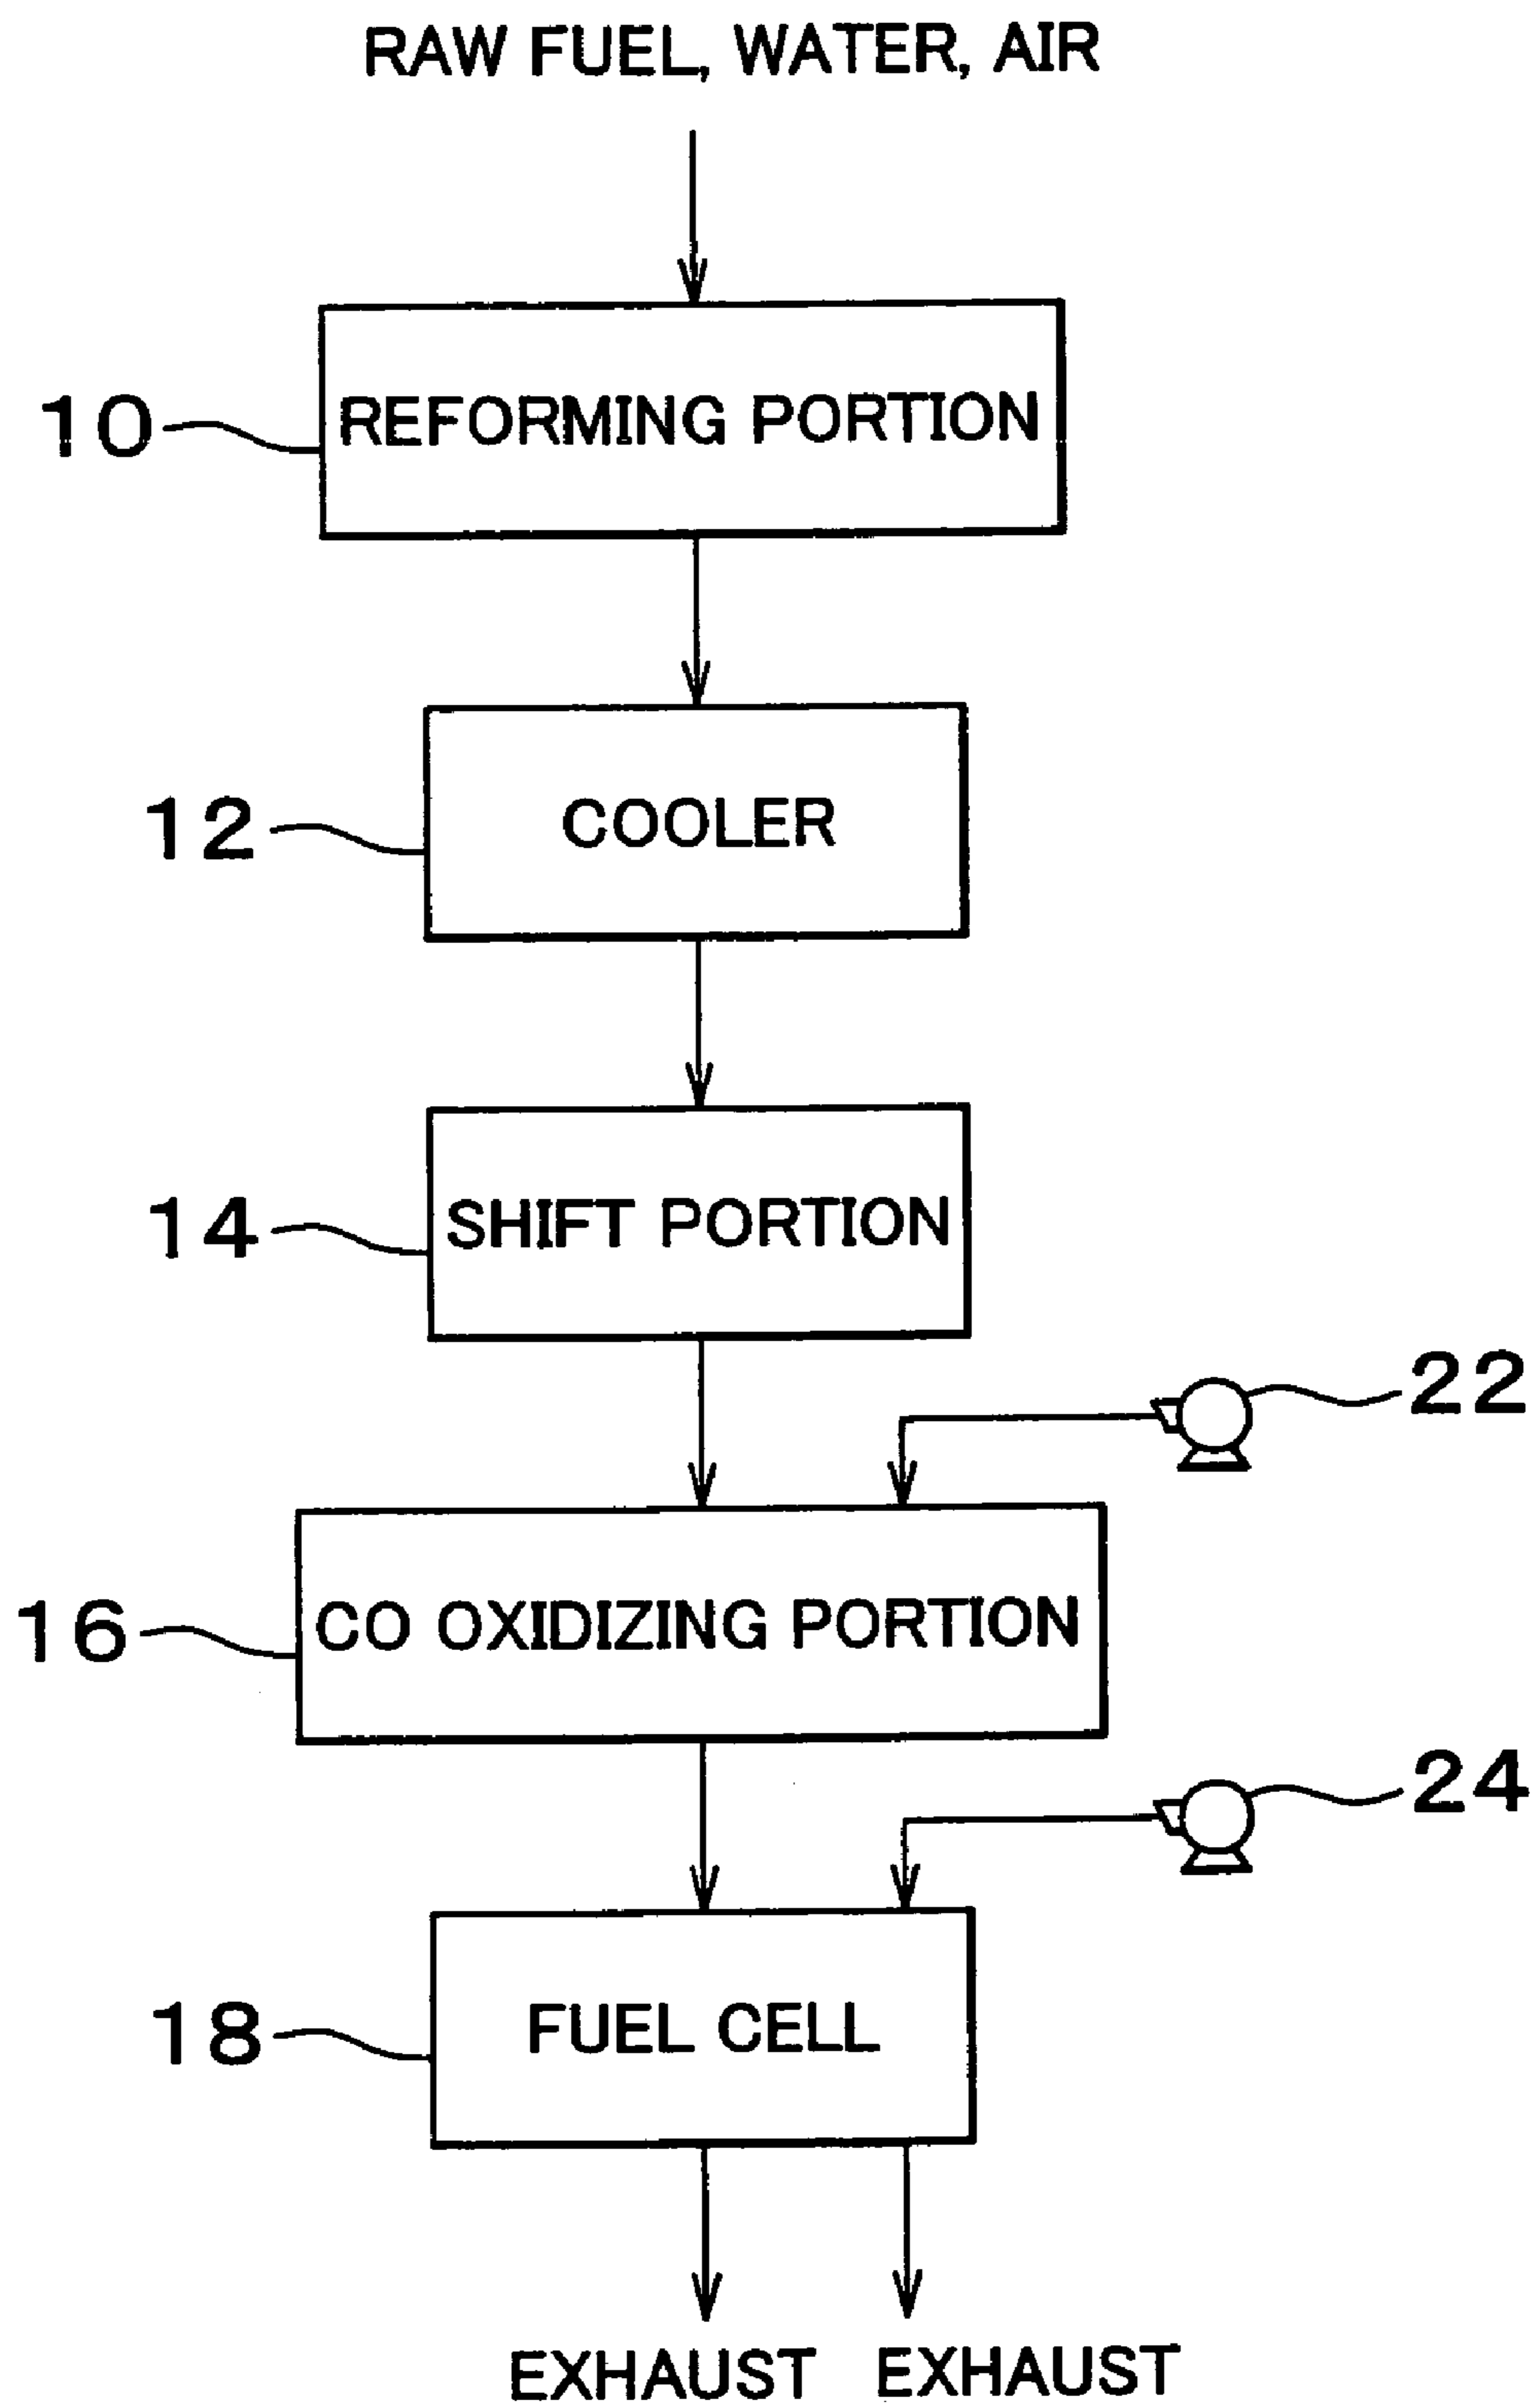 RAW FUEL, WATER, AIR
10
REFORMING PORTION
12
COOLER
14
SHIFT PORTION
22
16
CO OXIDIZING PORTION
24
18
FUEL CELL
EXHAUST EXHAUST